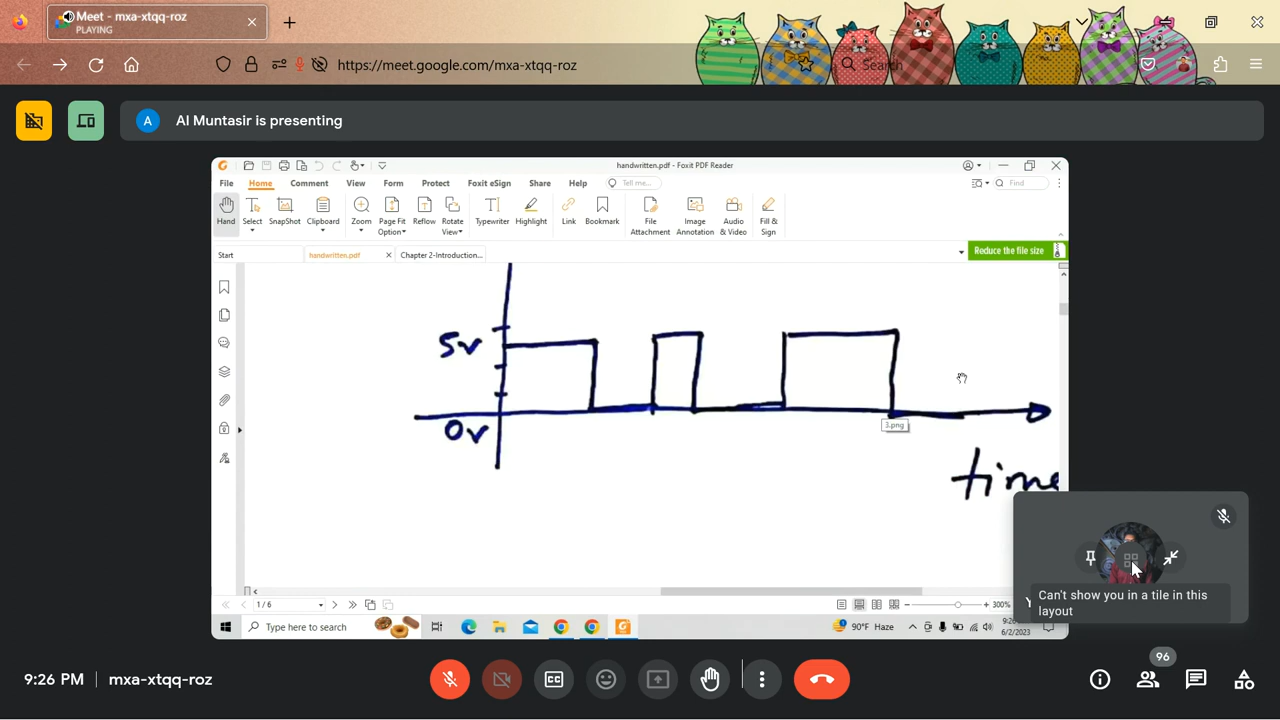 Meet - mxa-xtqq-roz
PLAYING
https://meet.google.com/mxa-xtqq-roz
Search
A
Al Muntasir is presenting
handwritten.pdf - Foxit PDF Reader
File Home Comment View Form Protect Foxit eSign Share Help Tell me... Find
Hand Select SnapShot Clipboard Zoom Page Fit Option Reflow Rotate View Typewriter Highlight Link Bookmark File Attachment Image Annotation Audio & Video Fill & Sign
Start handwritten.pdf Chapter 2-Introduction... Reduce the file size
5v
0v
3.png
time
Can't show you in a tile in this
layout
1 / 6 300%
Type here to search 90°F Haze
6/2/2023
9:26 PM mxa-xtqq-roz
96